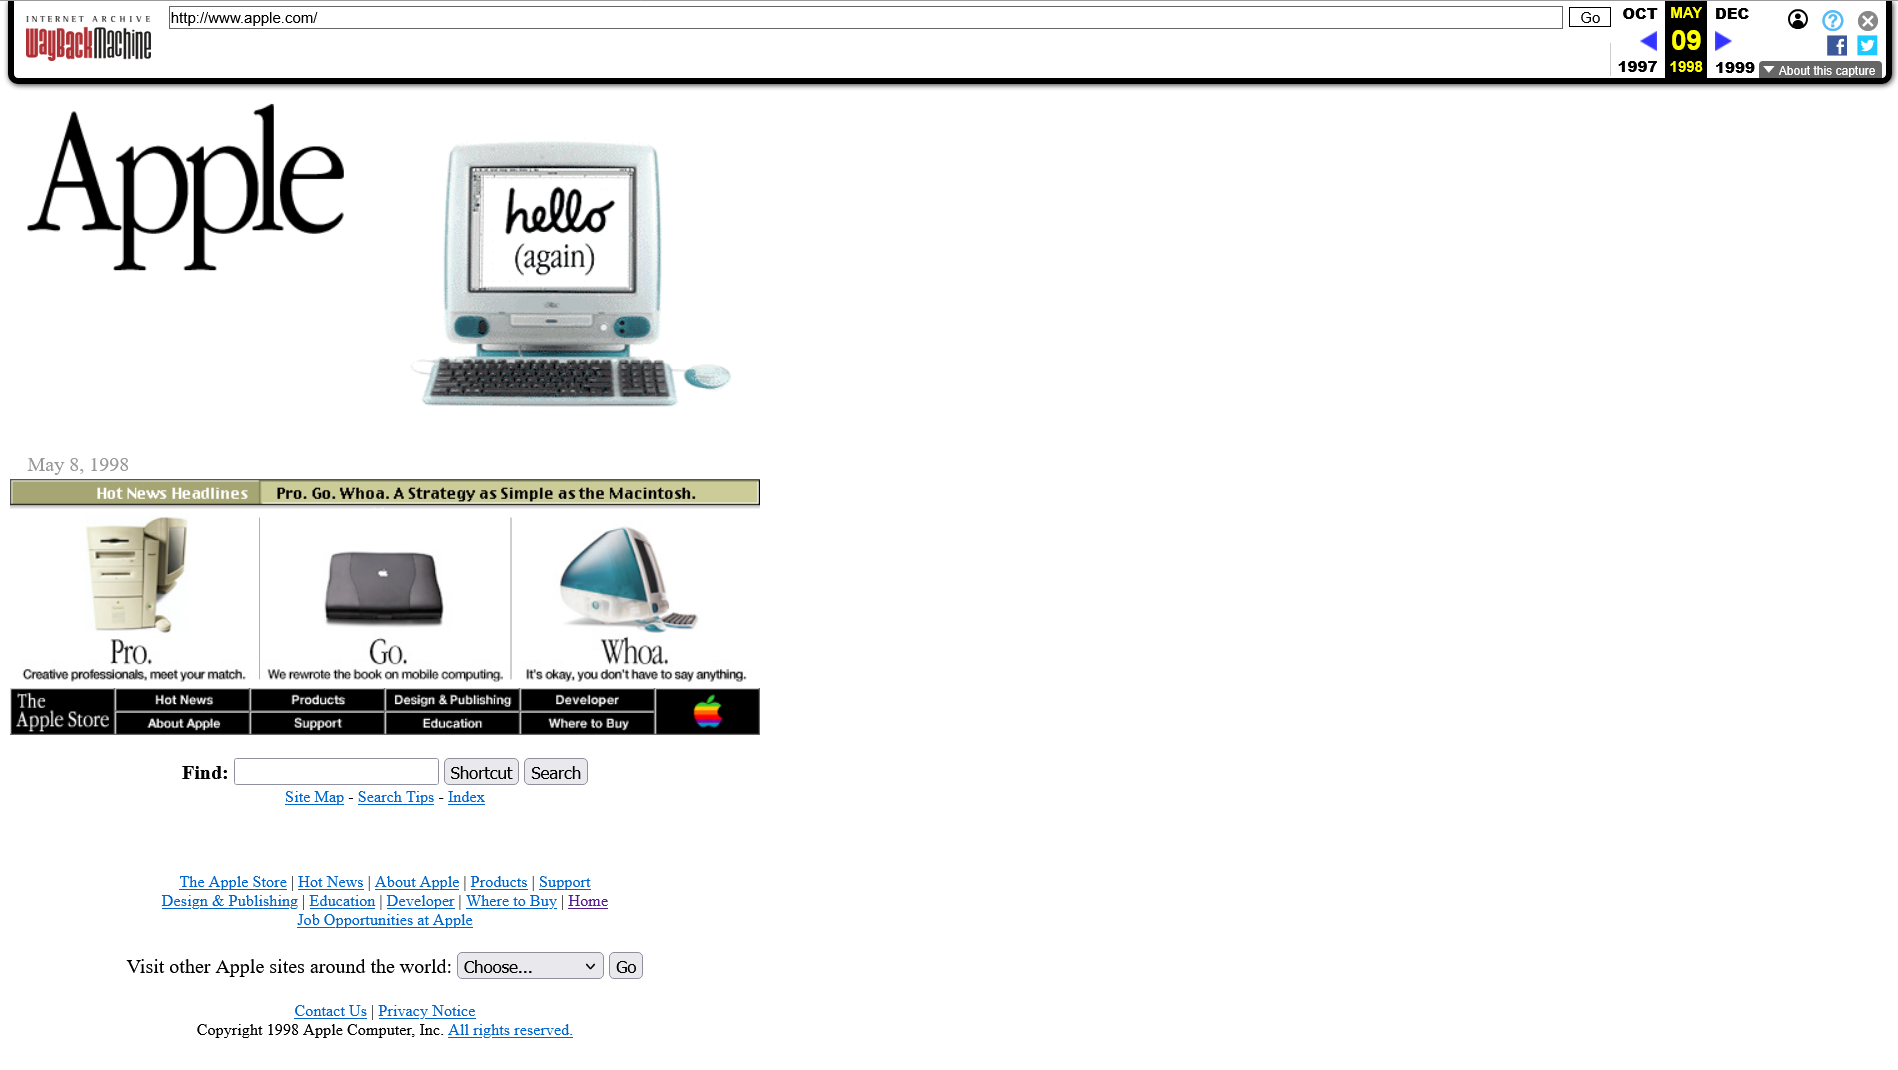 INTERNET ARCHIVE
WayBackMachine
http://www.apple.com/
Go
OCT
MAY
DEC
09
1997
1998
1999
About this capture
Apple
hello
(again)
May 8, 1998
Hot News Headlines
Pro. Go. Whoa. A Strategy as Simple as the Macintosh.
Pro.
Creative professionals, meet your match.
Go.
We rewrote the book on mobile computing.
Whoa.
It's okay, you don't have to say anything.
The Apple Store
Hot News
Products
Design & Publishing
Developer
About Apple
Support
Education
Where to Buy
Find:
Shortcut
Search
Site Map - Search Tips - Index
The Apple Store | Hot News | About Apple | Products | Support
Design & Publishing | Education | Developer | Where to Buy | Home
Job Opportunities at Apple
Visit other Apple sites around the world: Choose... Go
Contact Us | Privacy Notice
Copyright 1998 Apple Computer, Inc. All rights reserved.